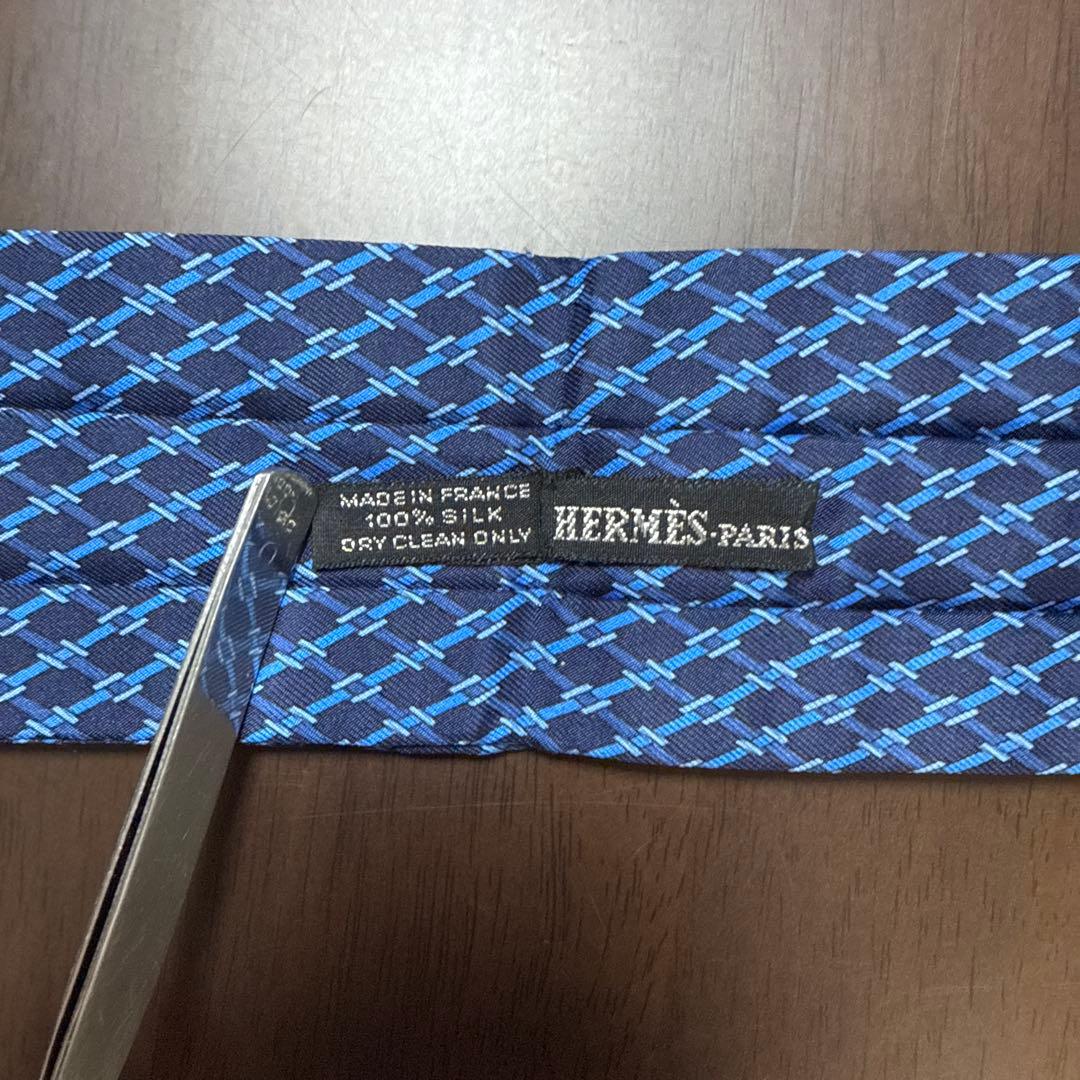 MADE IN FRANCE
100% SILK
DRY CLEAN ONLY
HERMÈS-PARIS